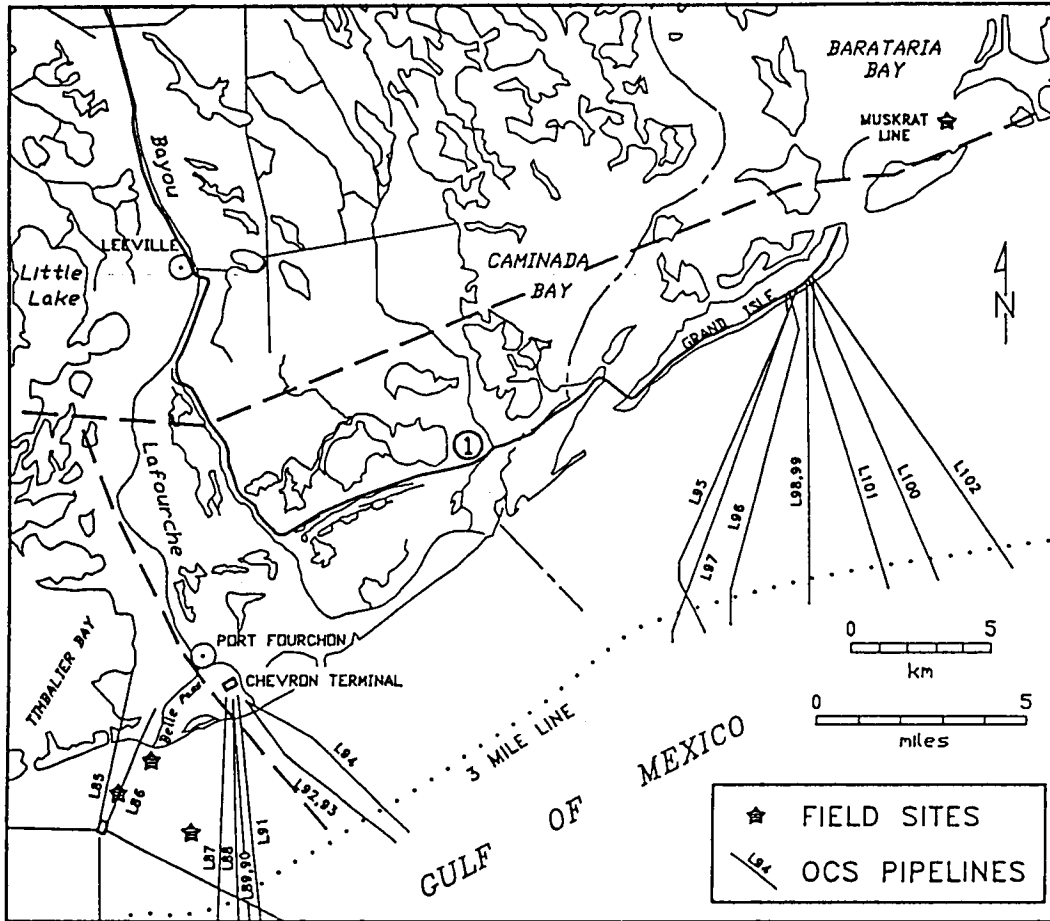 BARATARIA
BAY
MUSKRAT
LINE
Bayou
LEEVILLE
Little
Lake
CAMINADA
BAY
N
GRAND ISLE
1
Lafourche
L95
L97
L96
L98,99
L101
L100
L102
0 5
km
0 5
miles
TIMBALIER BAY
PORT FOURCHON
CHEVRON TERMINAL
Belle Pass
3 MILE LINE
GULF OF MEXICO
L85
L86
L87
L88
L89,90
L91
L92,93
L94
FIELD SITES
L94
OCS PIPELINES